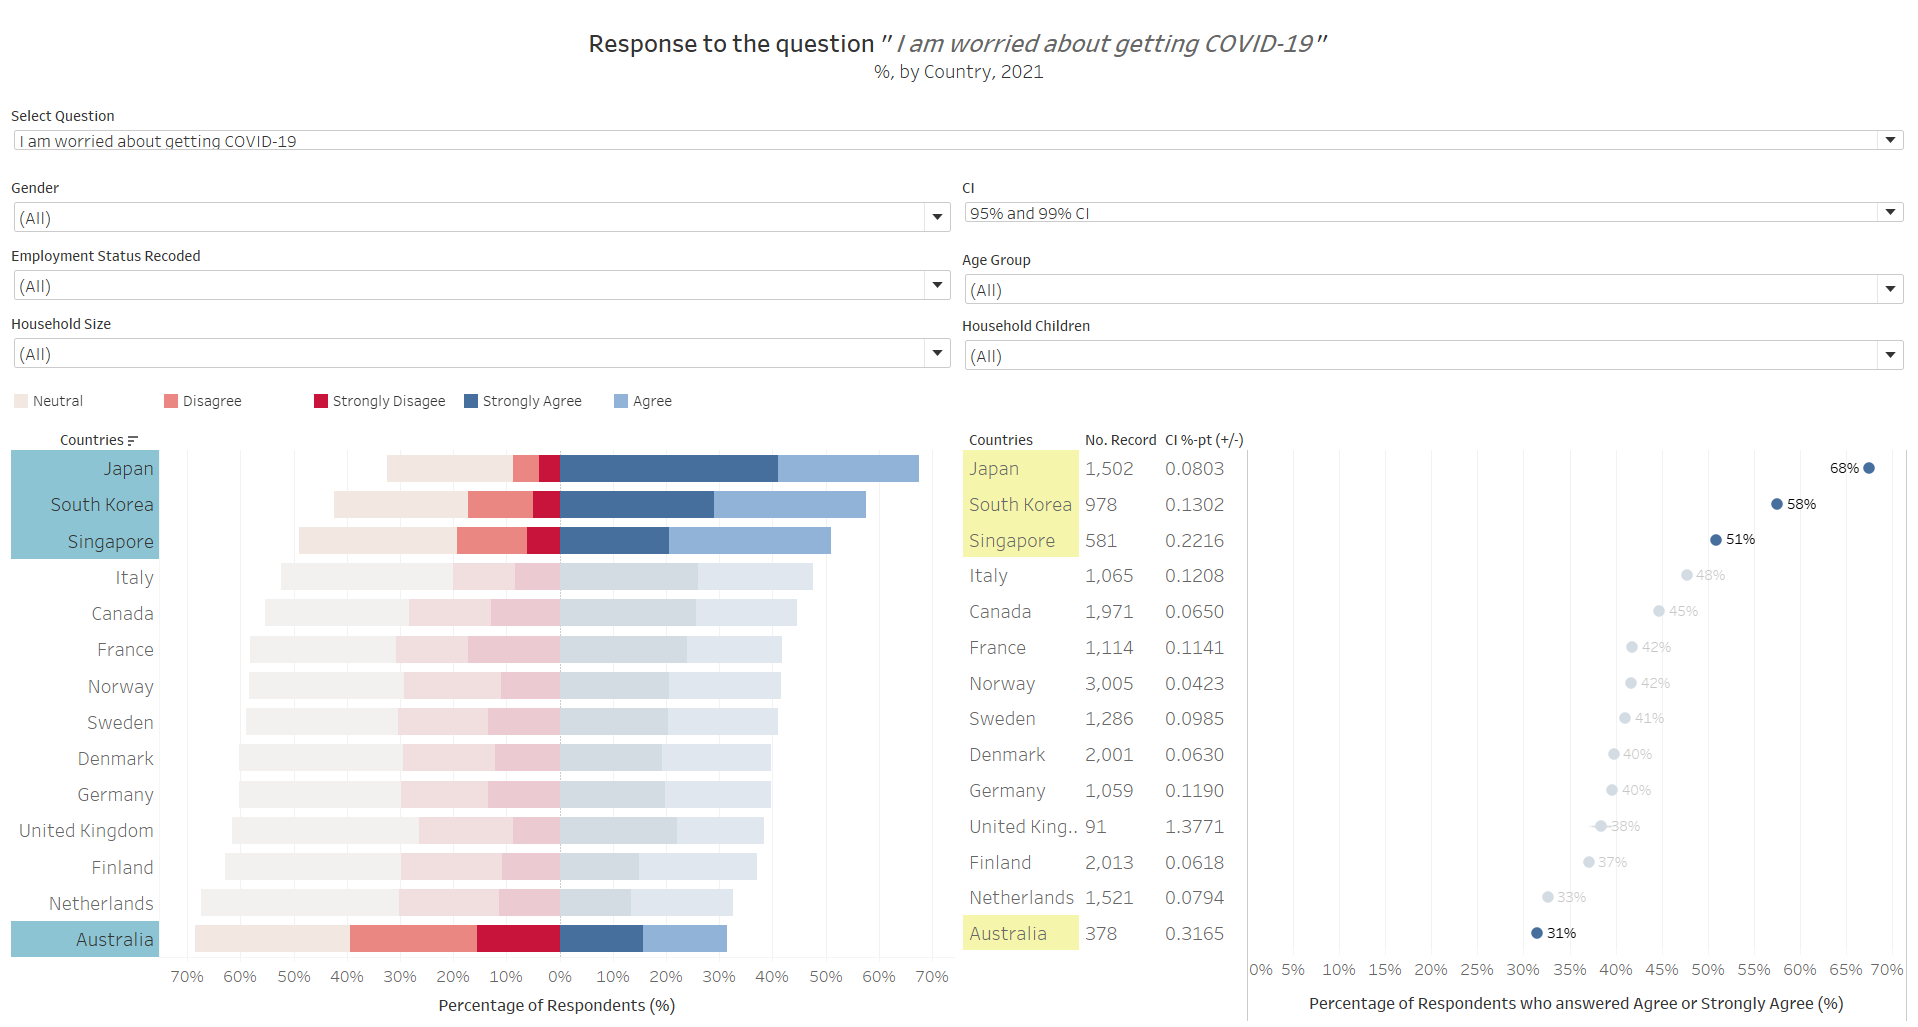 Response to the question " I am worried about getting COVID-19"
%, by Country, 2021
Select Question
I am worried about getting COVID-19
Gender
(All)
CI
95% and 99% CI
Employment Status Recoded
(All)
Age Group
(All)
Household Size
(All)
Household Children
(All)
Neutral Disagree Strongly Disagee Strongly Agree Agree
Countries
Japan
South Korea
Singapore
Italy
Canada
France
Norway
Sweden
Denmark
Germany
United Kingdom
Finland
Netherlands
Australia
70% 60% 50% 40% 30% 20% 10% 0% 10% 20% 30% 40% 50% 60% 70%
Percentage of Respondents (%)
Countries No. Record CI %-pt (+/-)
Japan 1,502 0.0803
South Korea 978 0.1302
Singapore 581 0.2216
Italy 1,065 0.1208
Canada 1,971 0.0650
France 1,114 0.1141
Norway 3,005 0.0423
Sweden 1,286 0.0985
Denmark 2,001 0.0630
Germany 1,059 0.1190
United King.. 91 1.3771
Finland 2,013 0.0618
Netherlands 1,521 0.0794
Australia 378 0.3165
68%
58%
51%
48%
45%
42%
42%
41%
40%
40%
38%
37%
33%
31%
0% 5% 10% 15% 20% 25% 30% 35% 40% 45% 50% 55% 60% 65% 70%
Percentage of Respondents who answered Agree or Strongly Agree (%)